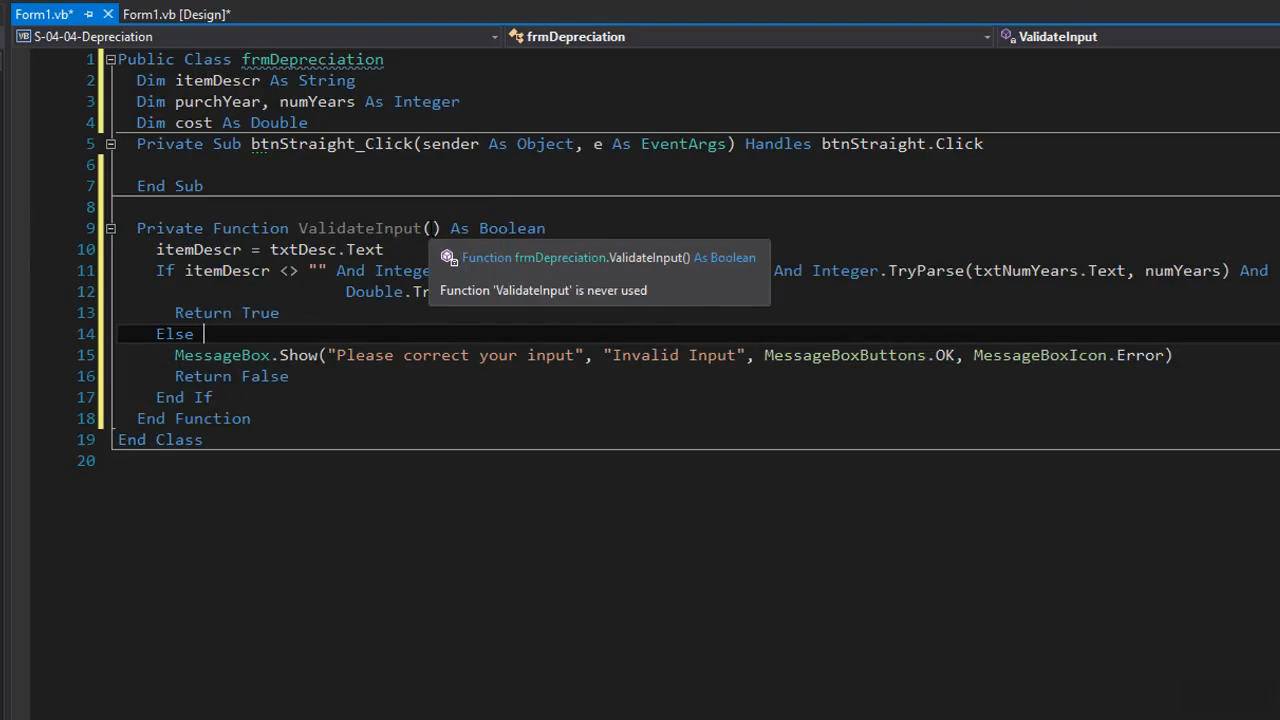 Form1.vb* Form1.vb [Design]*
VB S-04-04-Depreciation frmDepreciation ValidateInput
1 Public Class frmDepreciation
2 Dim itemDescr As String
3 Dim purchYear, numYears As Integer
4 Dim cost As Double
5 Private Sub btnStraight_Click(sender As Object, e As EventArgs) Handles btnStraight.Click
6
7 End Sub
8
9 Private Function ValidateInput() As Boolean
10 itemDescr = txtDesc.Text
Function frmDepreciation.ValidateInput() As Boolean
11 If itemDescr <> "" And Intege And Integer.TryParse(txtNumYears.Text, numYears) And
Function 'ValidateInput' is never used
12 Double.Tr
13 Return True
14 Else
15 MessageBox.Show("Please correct your input", "Invalid Input", MessageBoxButtons.OK, MessageBoxIcon.Error)
16 Return False
17 End If
18 End Function
19 End Class
20